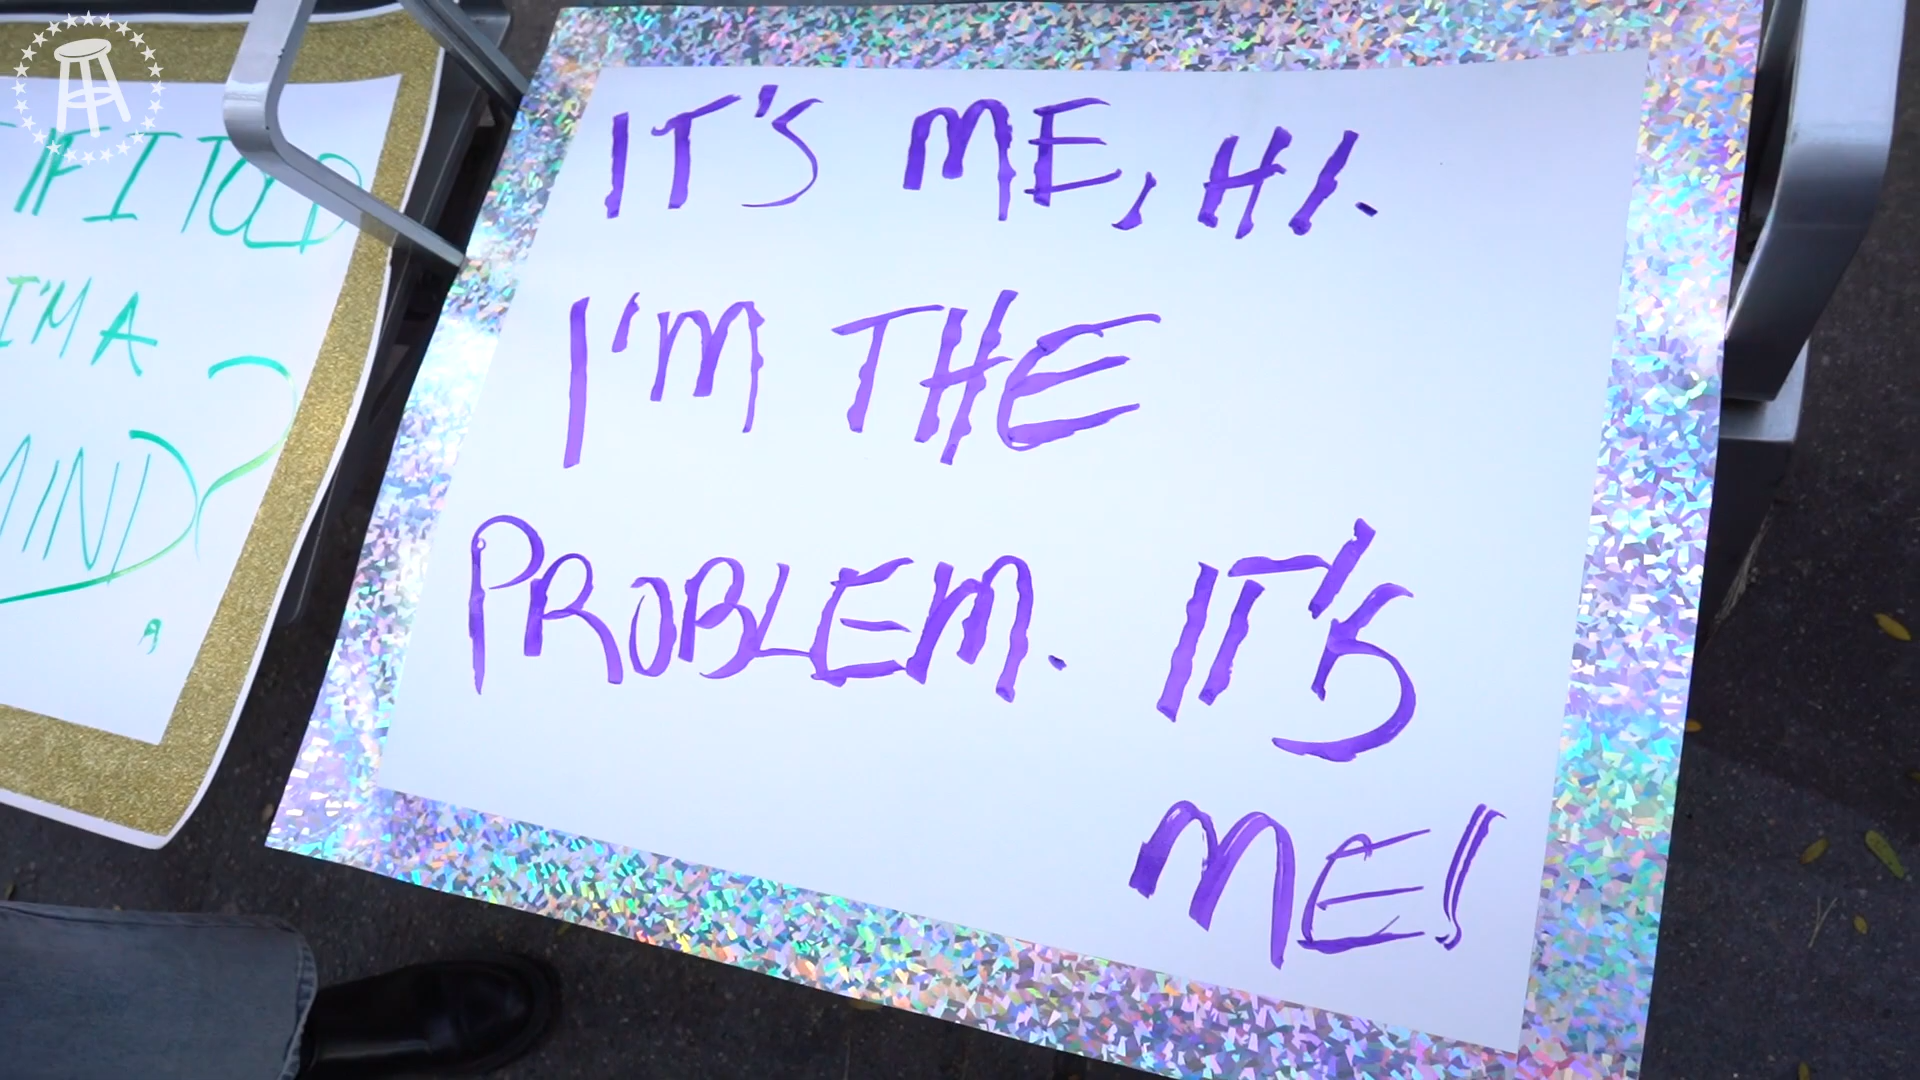 IF I TOLD
I'M A
MIND?
IT'S ME, HI.
I'M THE
PROBLEM. IT'S
ME!